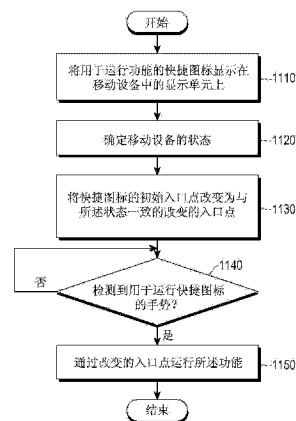 开始
将用于运行功能的快捷图标显示在
移动设备中的显示单元上
1110
确定移动设备的状态
1120
将快捷图标的初始入口点改变为与
所述状态一致的改变的入口点
1130
1140
否
检测到用于运行快捷图标
的手势？
是
通过改变的入口点运行所述功能
1150
结束